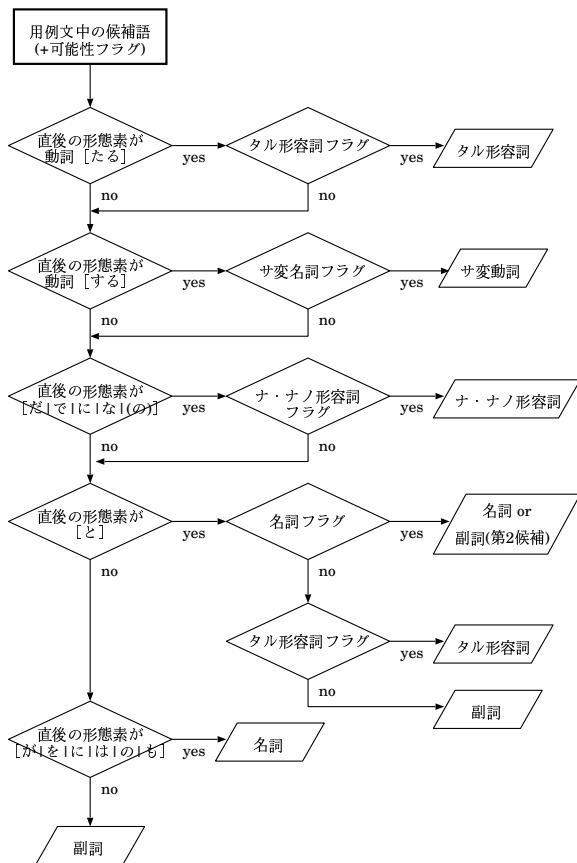 用例文中の候補語
(+可能性フラグ)
直後の形態素が
動詞 [たる]
yes
タル形容詞フラグ
yes
タル形容詞
no
no
直後の形態素が
動詞 [する]
yes
サ変名詞フラグ
yes
サ変動詞
no
no
直後の形態素が
[だ | で | に | な | (の)]
yes
ナ・ナノ形容詞
フラグ
yes
ナ・ナノ形容詞
no
no
直後の形態素が
[と]
yes
名詞フラグ
yes
名詞 or
副詞(第2候補)
no
no
タル形容詞フラグ
yes
タル形容詞
no
副詞
直後の形態素が
[が | を | に | は | の | も]
yes
名詞
no
副詞